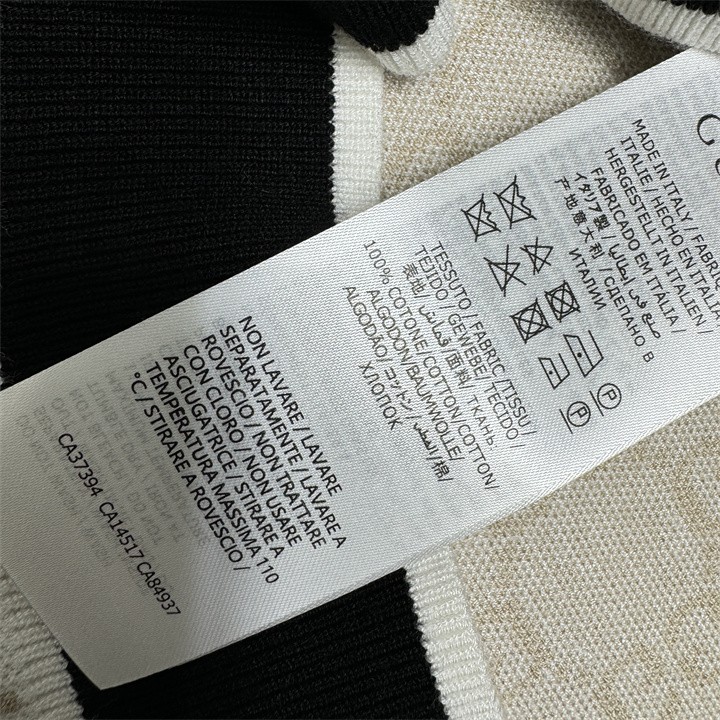 G
MADE IN ITALY / FABRI
ITALIE / HECHO EN
HERGESTELLT IN ITALIEN /
FABRICADO EM ITALIA /
イタリア製 / صنع في إيطاليا /
产地意大利 / СДЕЛАНО В
ИТАЛИИ
TESSUTO / FABRIC /TISSU/
TEJIDO / GEWEBE / TECIDO
表地/ قماش/ 面料 / ТКАНЬ
100% COTONE/COTTON/COTTON/
ALGODON/BAUMWOLLE/
ALGODAO/ コットン/ القطن/棉/
ХЛОПОК
NON LAVARE / LAVARE
SEPARATAMENTE / LAVARE A
ROVESCIO / NON TRATTARE
CON CLORO / NON USARE
ASCIUGATRICE / STIRARE A
TEMPERATURA MASSIMA 110
°C / STIRARE A ROVESCIO /
CA37394 CA14517 CA84937